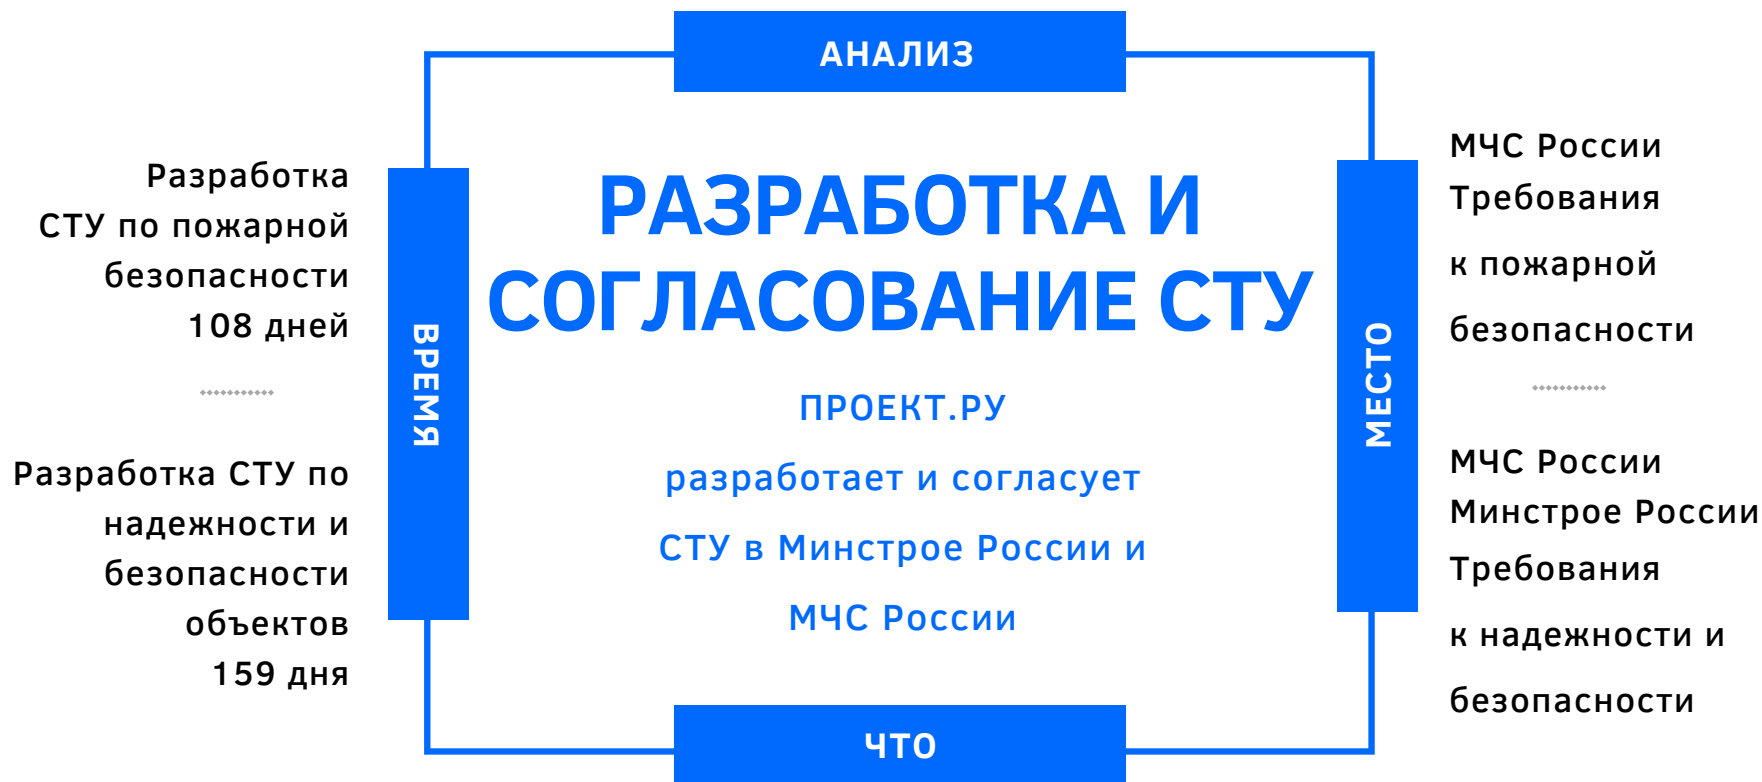 АНАЛИЗ
Разработка
СТУ по пожарной
безопасности
108 дней
Разработка СТУ по
надежности и
безопасности
объектов
159 дня
ВРЕМЯ
РАЗРАБОТКА И
СОГЛАСОВАНИЕ СТУ
ПРОЕКТ.РУ
разработает и согласует
СТУ в Минстрое России и
МЧС России
МЕСТО
МЧС России
Требования
к пожарной
безопасности
МЧС России
Минстрое России
Требования
к надежности и
безопасности
ЧТО